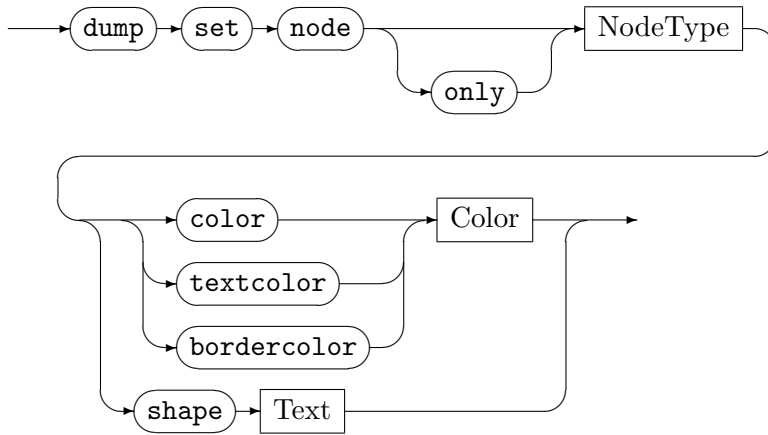 dump set node NodeType
only
color Color
textcolor
bordercolor
shape Text